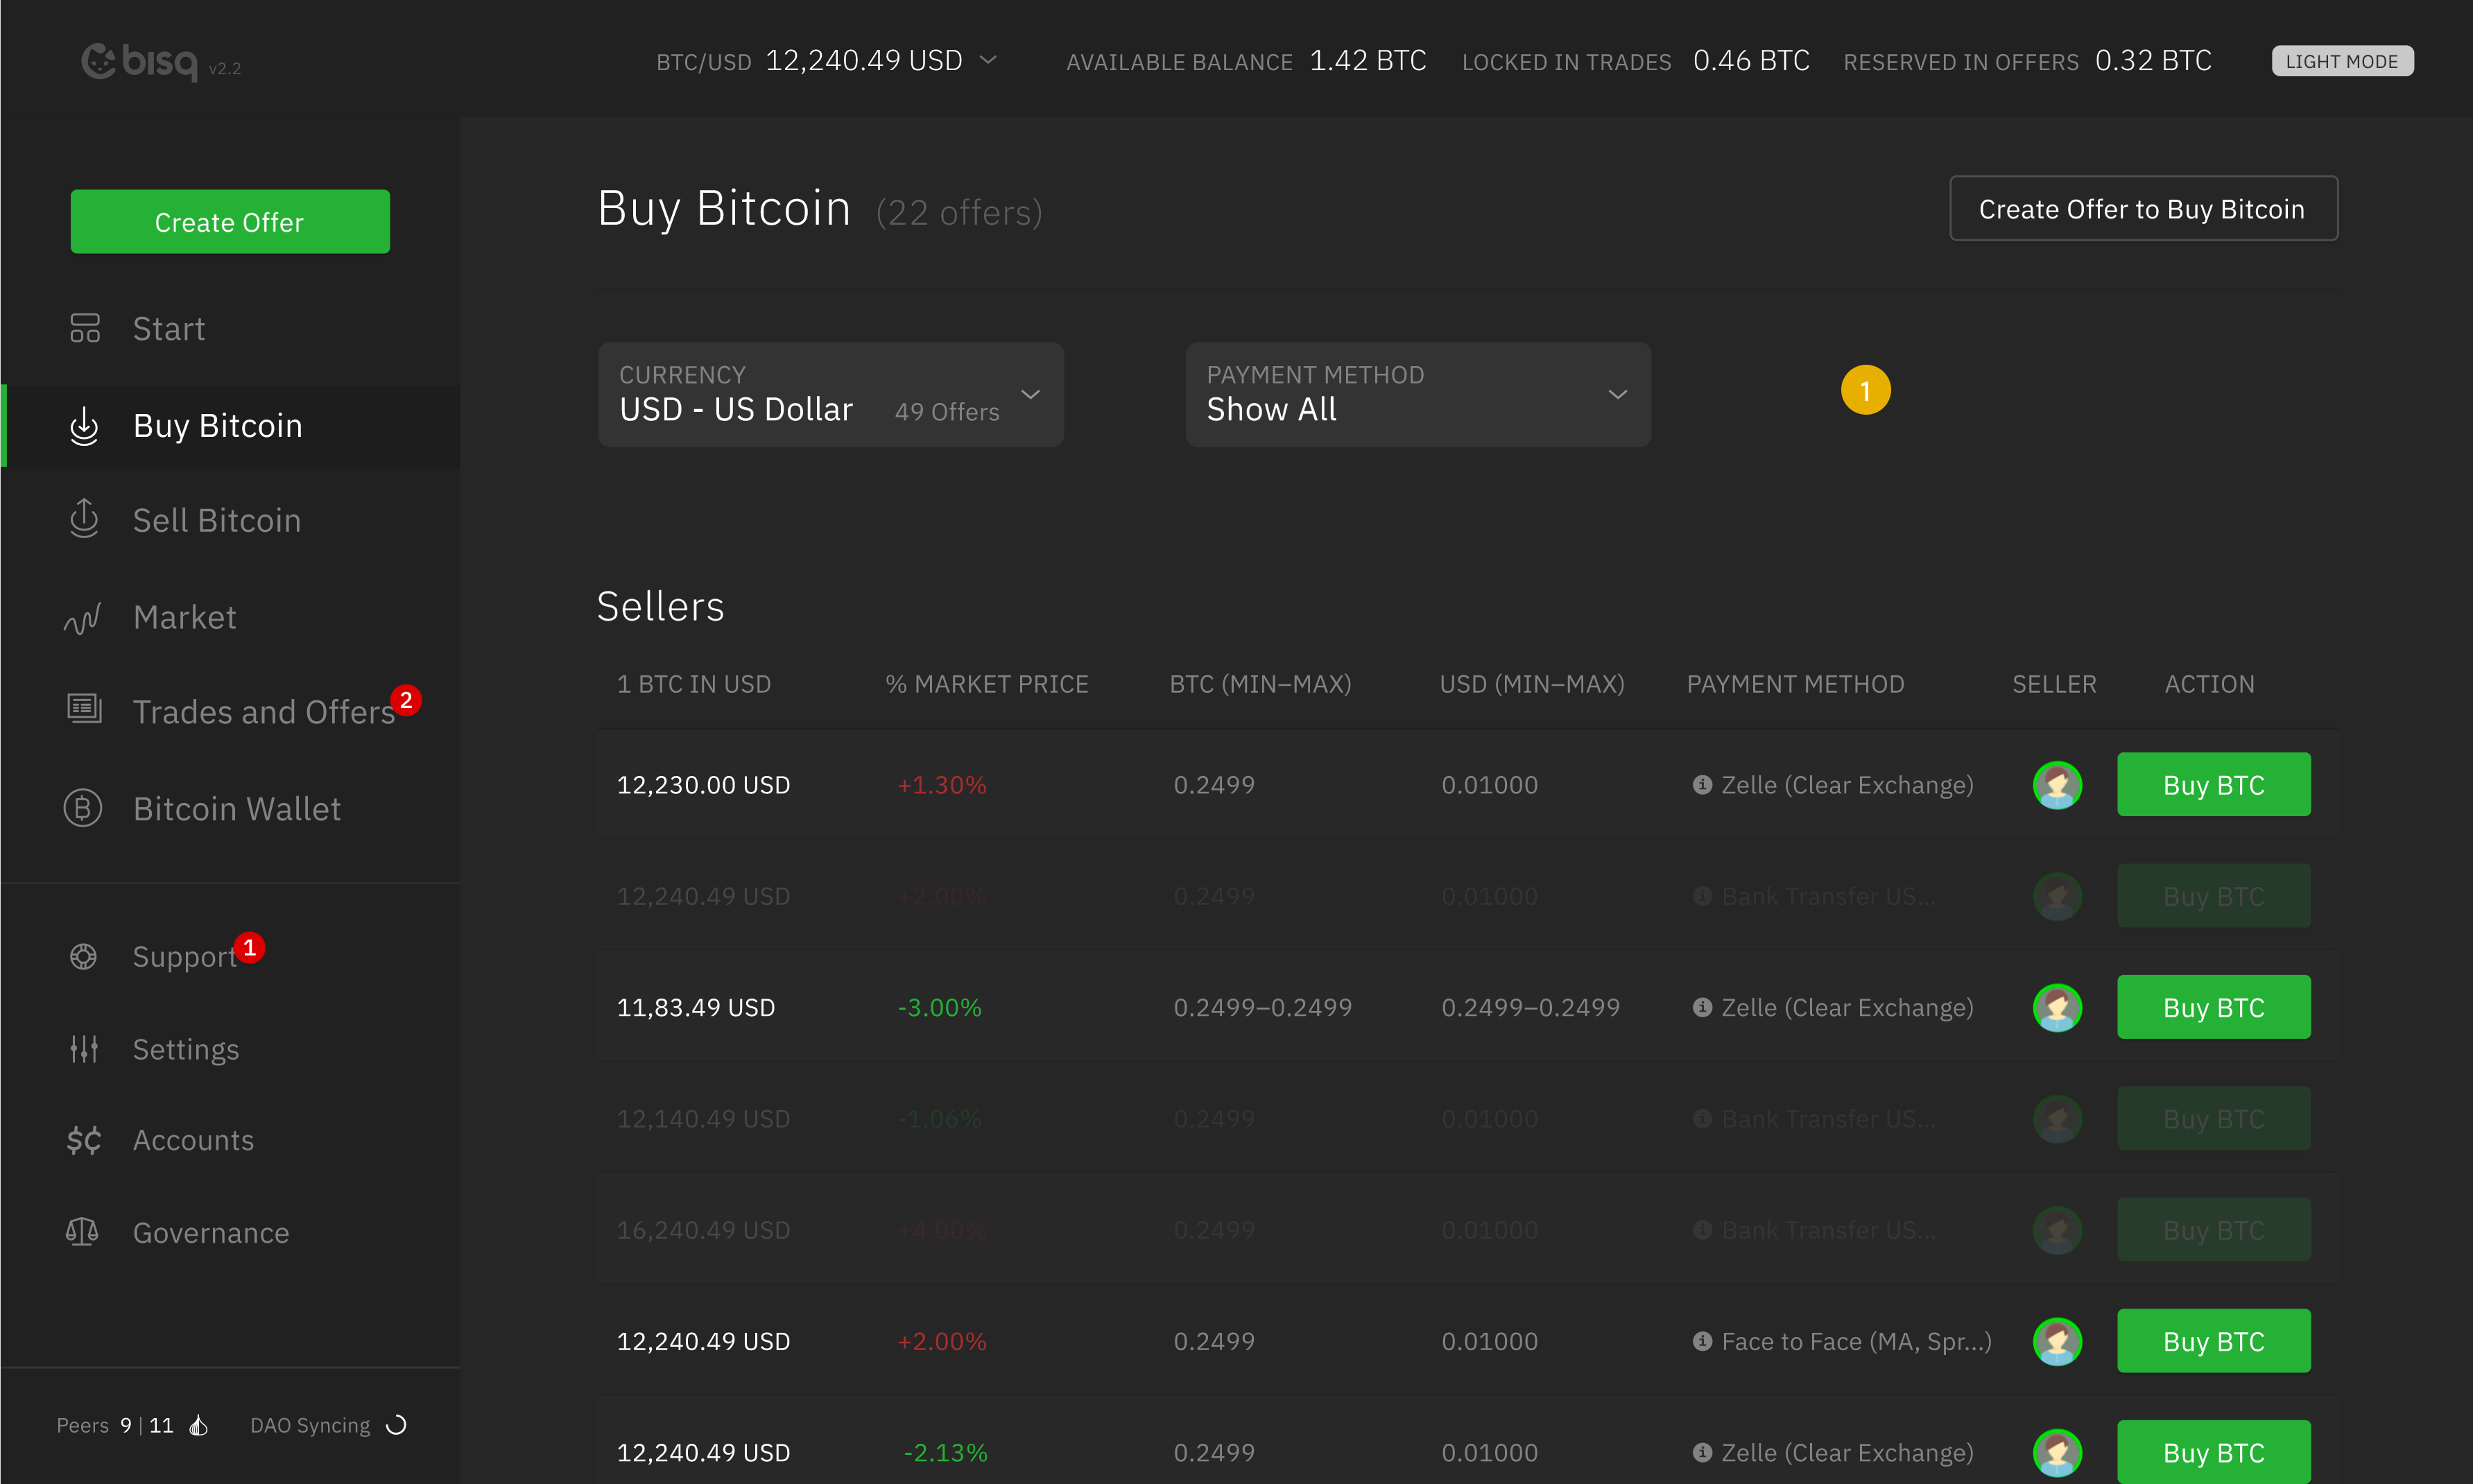 bisq v2.2
BTC/USD 12,240.49 USD
AVAILABLE BALANCE 1.42 BTC
LOCKED IN TRADES 0.46 BTC
RESERVED IN OFFERS 0.32 BTC
LIGHT MODE
Create Offer
Start
Buy Bitcoin
Sell Bitcoin
Market
Trades and Offers 2
Bitcoin Wallet
Support 1
Settings
Accounts
Governance
Peers 9 | 11
DAO Syncing
Buy Bitcoin (22 offers)
Create Offer to Buy Bitcoin
CURRENCY
USD - US Dollar 49 Offers
PAYMENT METHOD
Show All
1
Sellers
1 BTC IN USD % MARKET PRICE BTC (MIN–MAX) USD (MIN–MAX) PAYMENT METHOD SELLER ACTION
12,230.00 USD +1.30% 0.2499 0.01000 Zelle (Clear Exchange) Buy BTC
12,240.49 USD +2.00% 0.2499 0.01000 Bank Transfer US... Buy BTC
11,83.49 USD -3.00% 0.2499–0.2499 0.2499–0.2499 Zelle (Clear Exchange) Buy BTC
12,140.49 USD -1.06% 0.2499 0.01000 Bank Transfer US... Buy BTC
16,240.49 USD +4.00% 0.2499 0.01000 Bank Transfer US... Buy BTC
12,240.49 USD +2.00% 0.2499 0.01000 Face to Face (MA, Spr...) Buy BTC
12,240.49 USD -2.13% 0.2499 0.01000 Zelle (Clear Exchange) Buy BTC